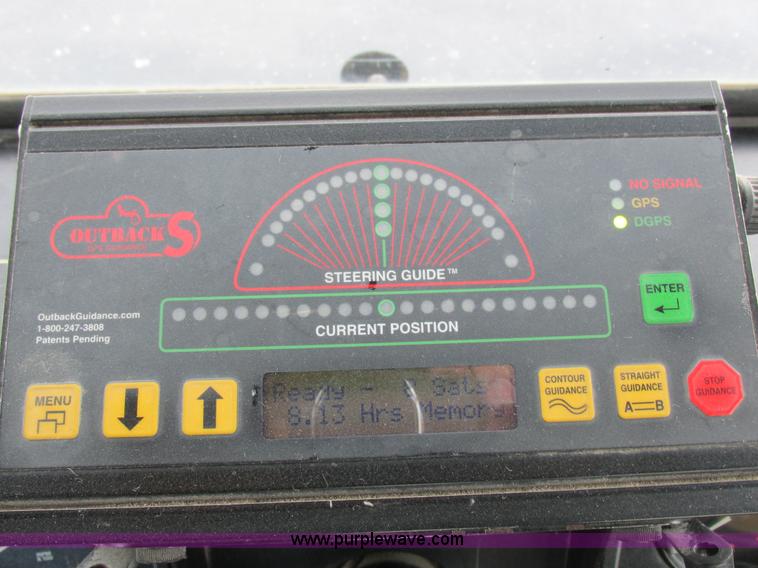 OUTBACK S
GPS GUIDANCE
NO SIGNAL
GPS
DGPS
STEERING GUIDE™
ENTER
OutbackGuidance.com
1-800-247-3808
Patents Pending
CURRENT POSITION
MENU
Ready - Sats
8.13 Hrs Memory
CONTOUR
GUIDANCE
STRAIGHT
GUIDANCE
A=B
STOP
GUIDANCE
www.purplewave.com